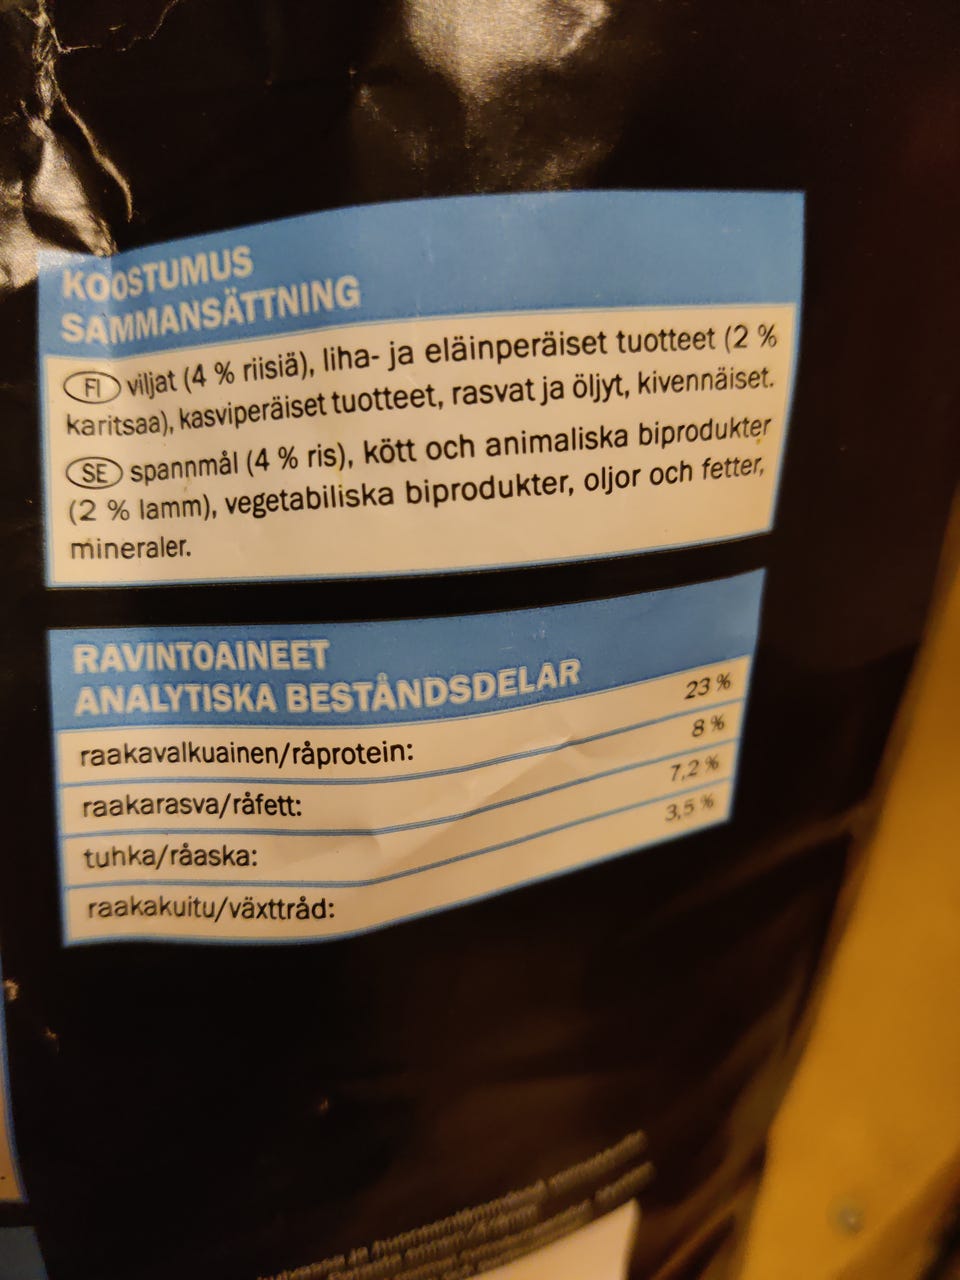 KOOSTUMUS
SAMMANSÄTTNING
FI viljat (4 % riisiä), liha- ja eläinperäiset tuotteet (2 %
karitsaa), kasviperäiset tuotteet, rasvat ja öljyt, kivennäiset.
SE spannmål (4 % ris), kött och animaliska biprodukter
(2 % lamm), vegetabiliska biprodukter, oljor och fetter,
mineraler.
RAVINTOAINEET
ANALYTISKA BESTÅNDSDELAR
raakavalkuainen/råprotein: 23 %
raakarasva/råfett: 8 %
tuhka/råaska: 7,2 %
raakakuitu/växttråd: 3,5 %